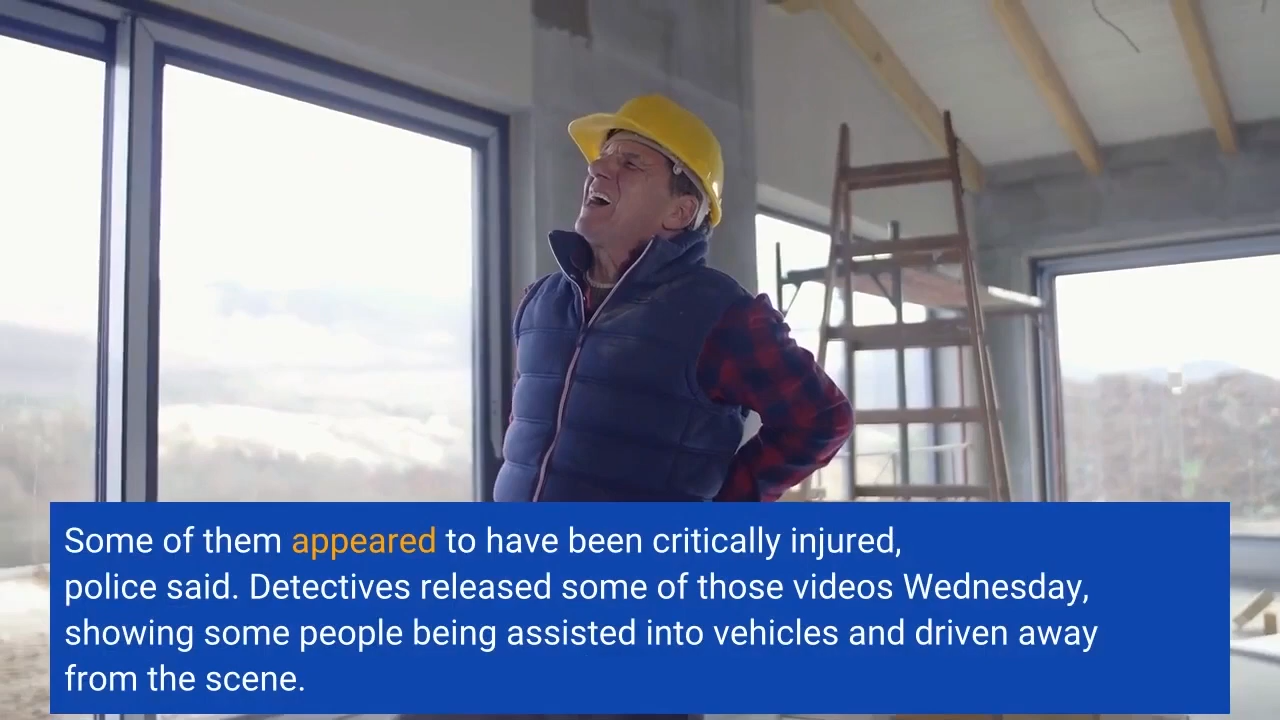 Some of them appeared to have been critically injured,
police said. Detectives released some of those videos Wednesday,
showing some people being assisted into vehicles and driven away
from the scene.